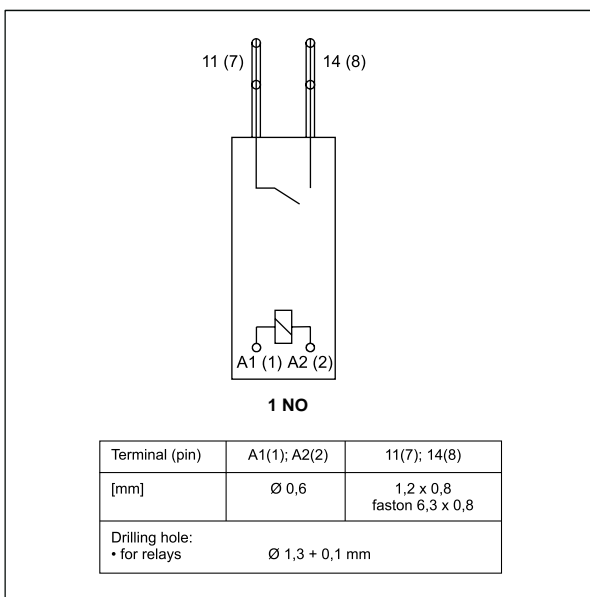 11 (7)
14 (8)
A1 (1) A2 (2)
1 NO
Terminal (pin) A1(1); A2(2) 11(7); 14(8)
[mm] Ø 0,6 1,2 x 0,8
faston 6,3 x 0,8
Drilling hole:
• for relays Ø 1,3 + 0,1 mm